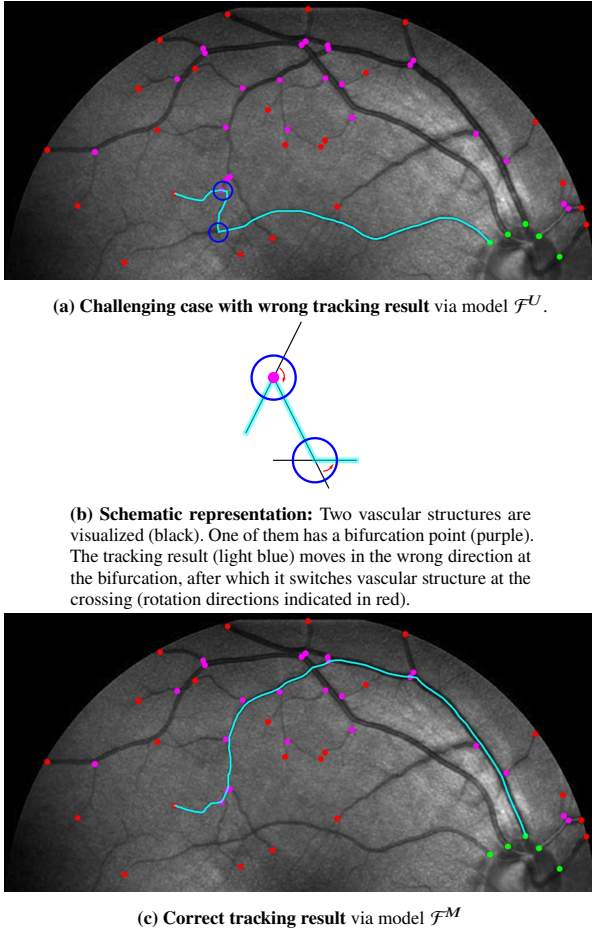 (a) Challenging case with wrong tracking result via model ℱᵁ.
(b) Schematic representation: Two vascular structures are
visualized (black). One of them has a bifurcation point (purple).
The tracking result (light blue) moves in the wrong direction at
the bifurcation, after which it switches vascular structure at the
crossing (rotation directions indicated in red).
(c) Correct tracking result via model ℱᴹ